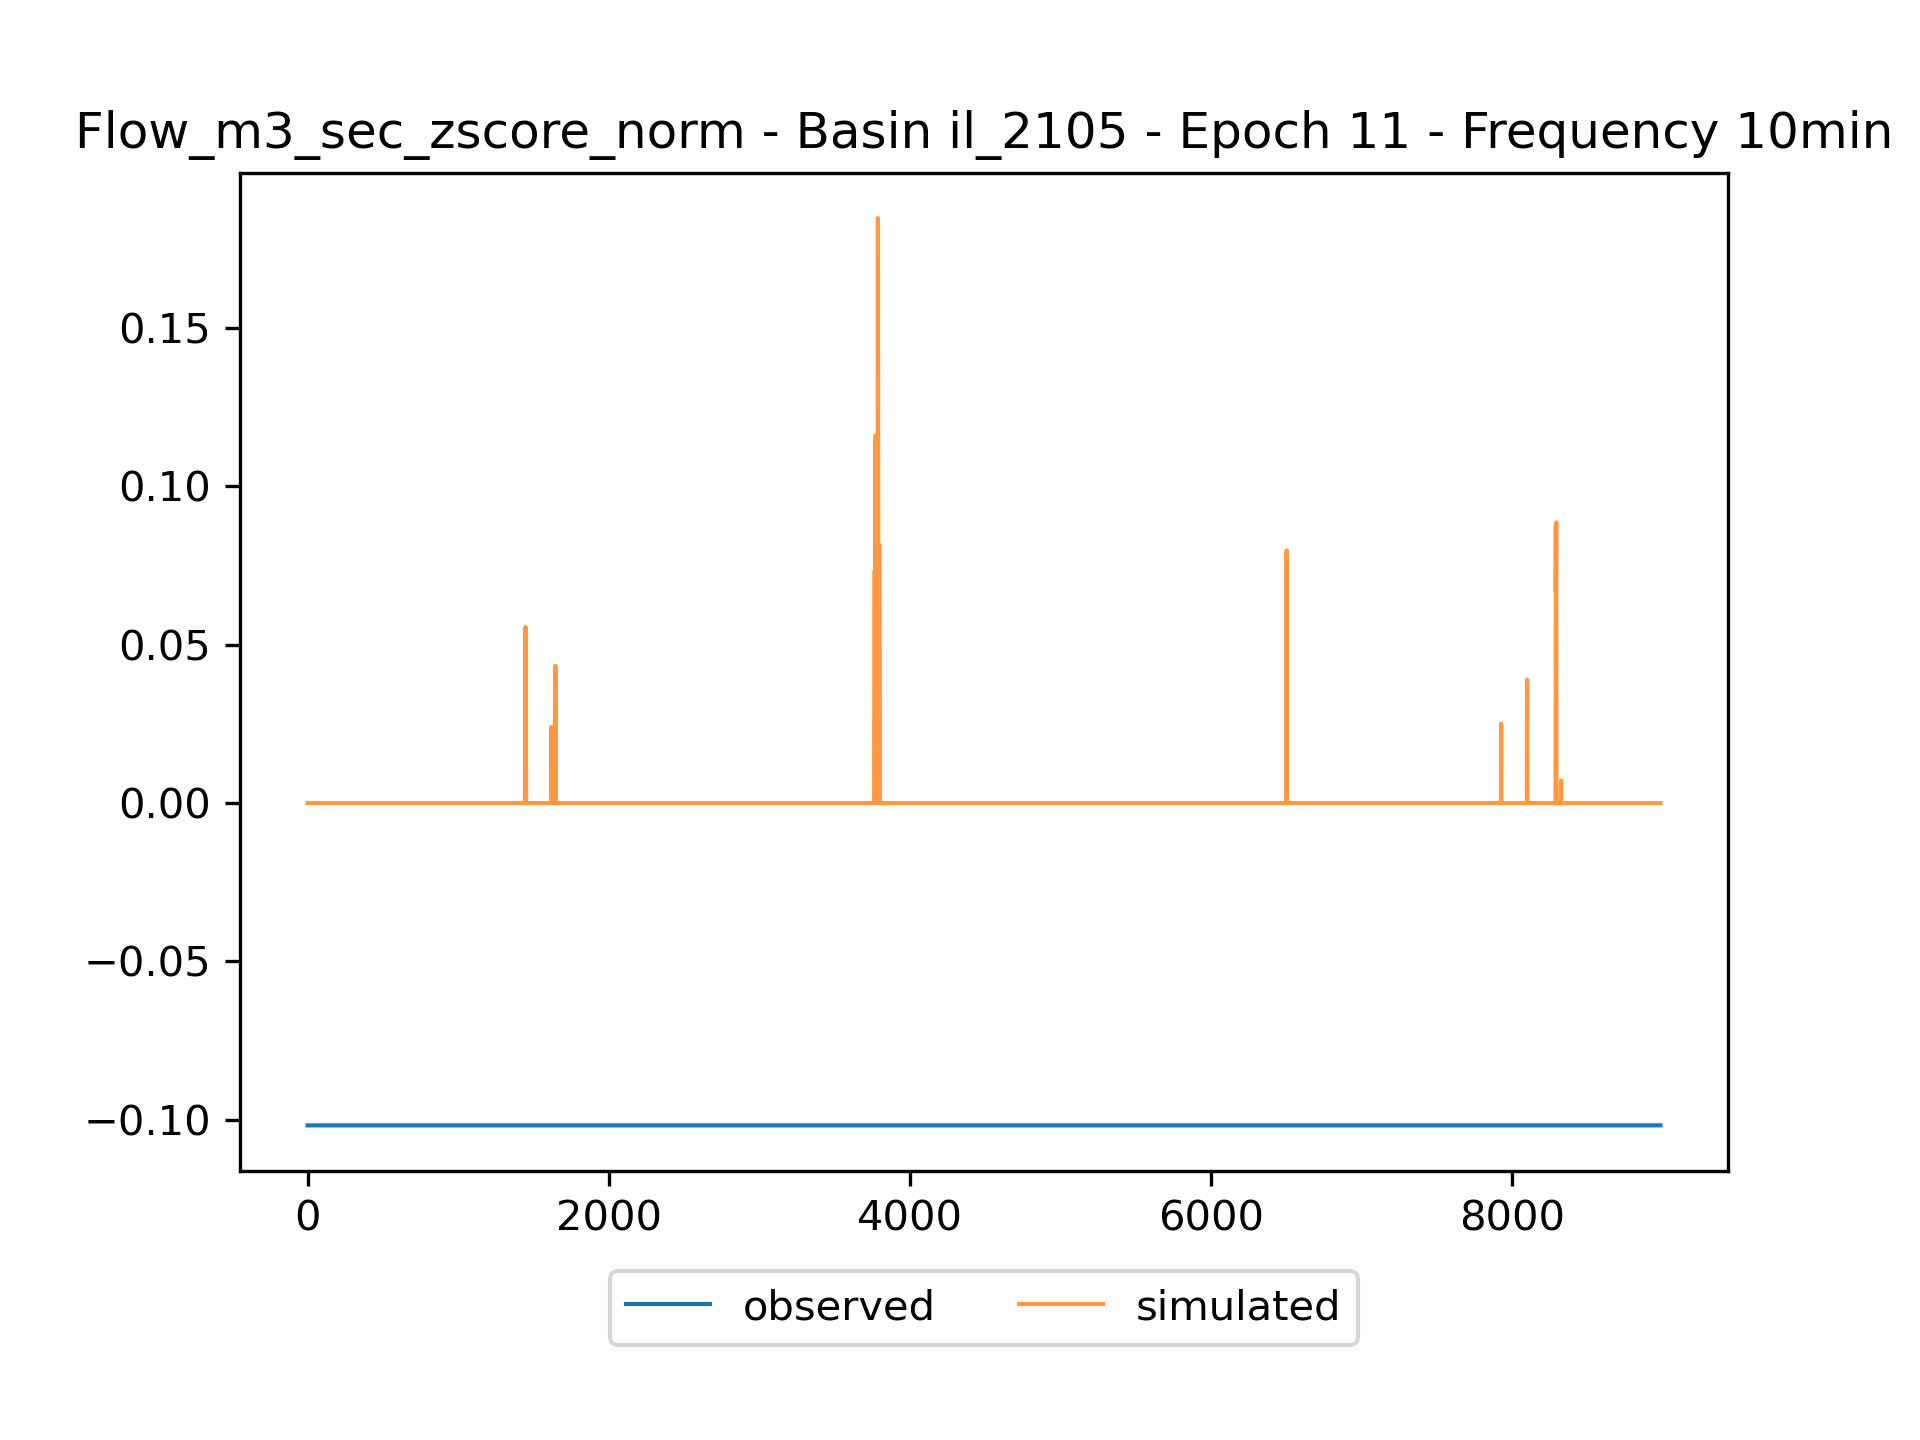 Flow_m3_sec_zscore_norm - Basin il_2105 - Epoch 11 - Frequency 10min
0.15
0.10
0.05
0.00
−0.05
−0.10
0 2000 4000 6000 8000
observed simulated